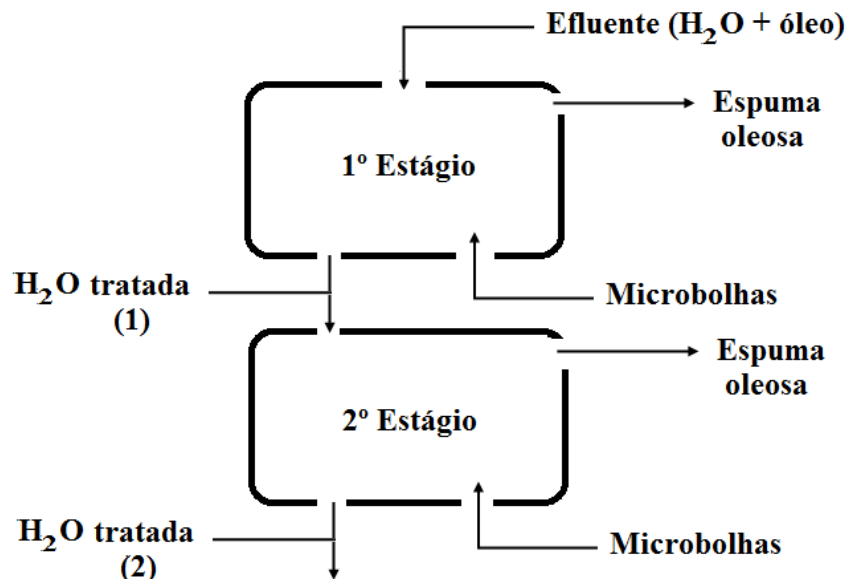 Efluente (H₂O + óleo)
Espuma
oleosa
1º Estágio
H₂O tratada
(1)
Microbolhas
Espuma
oleosa
2º Estágio
H₂O tratada
(2)
Microbolhas